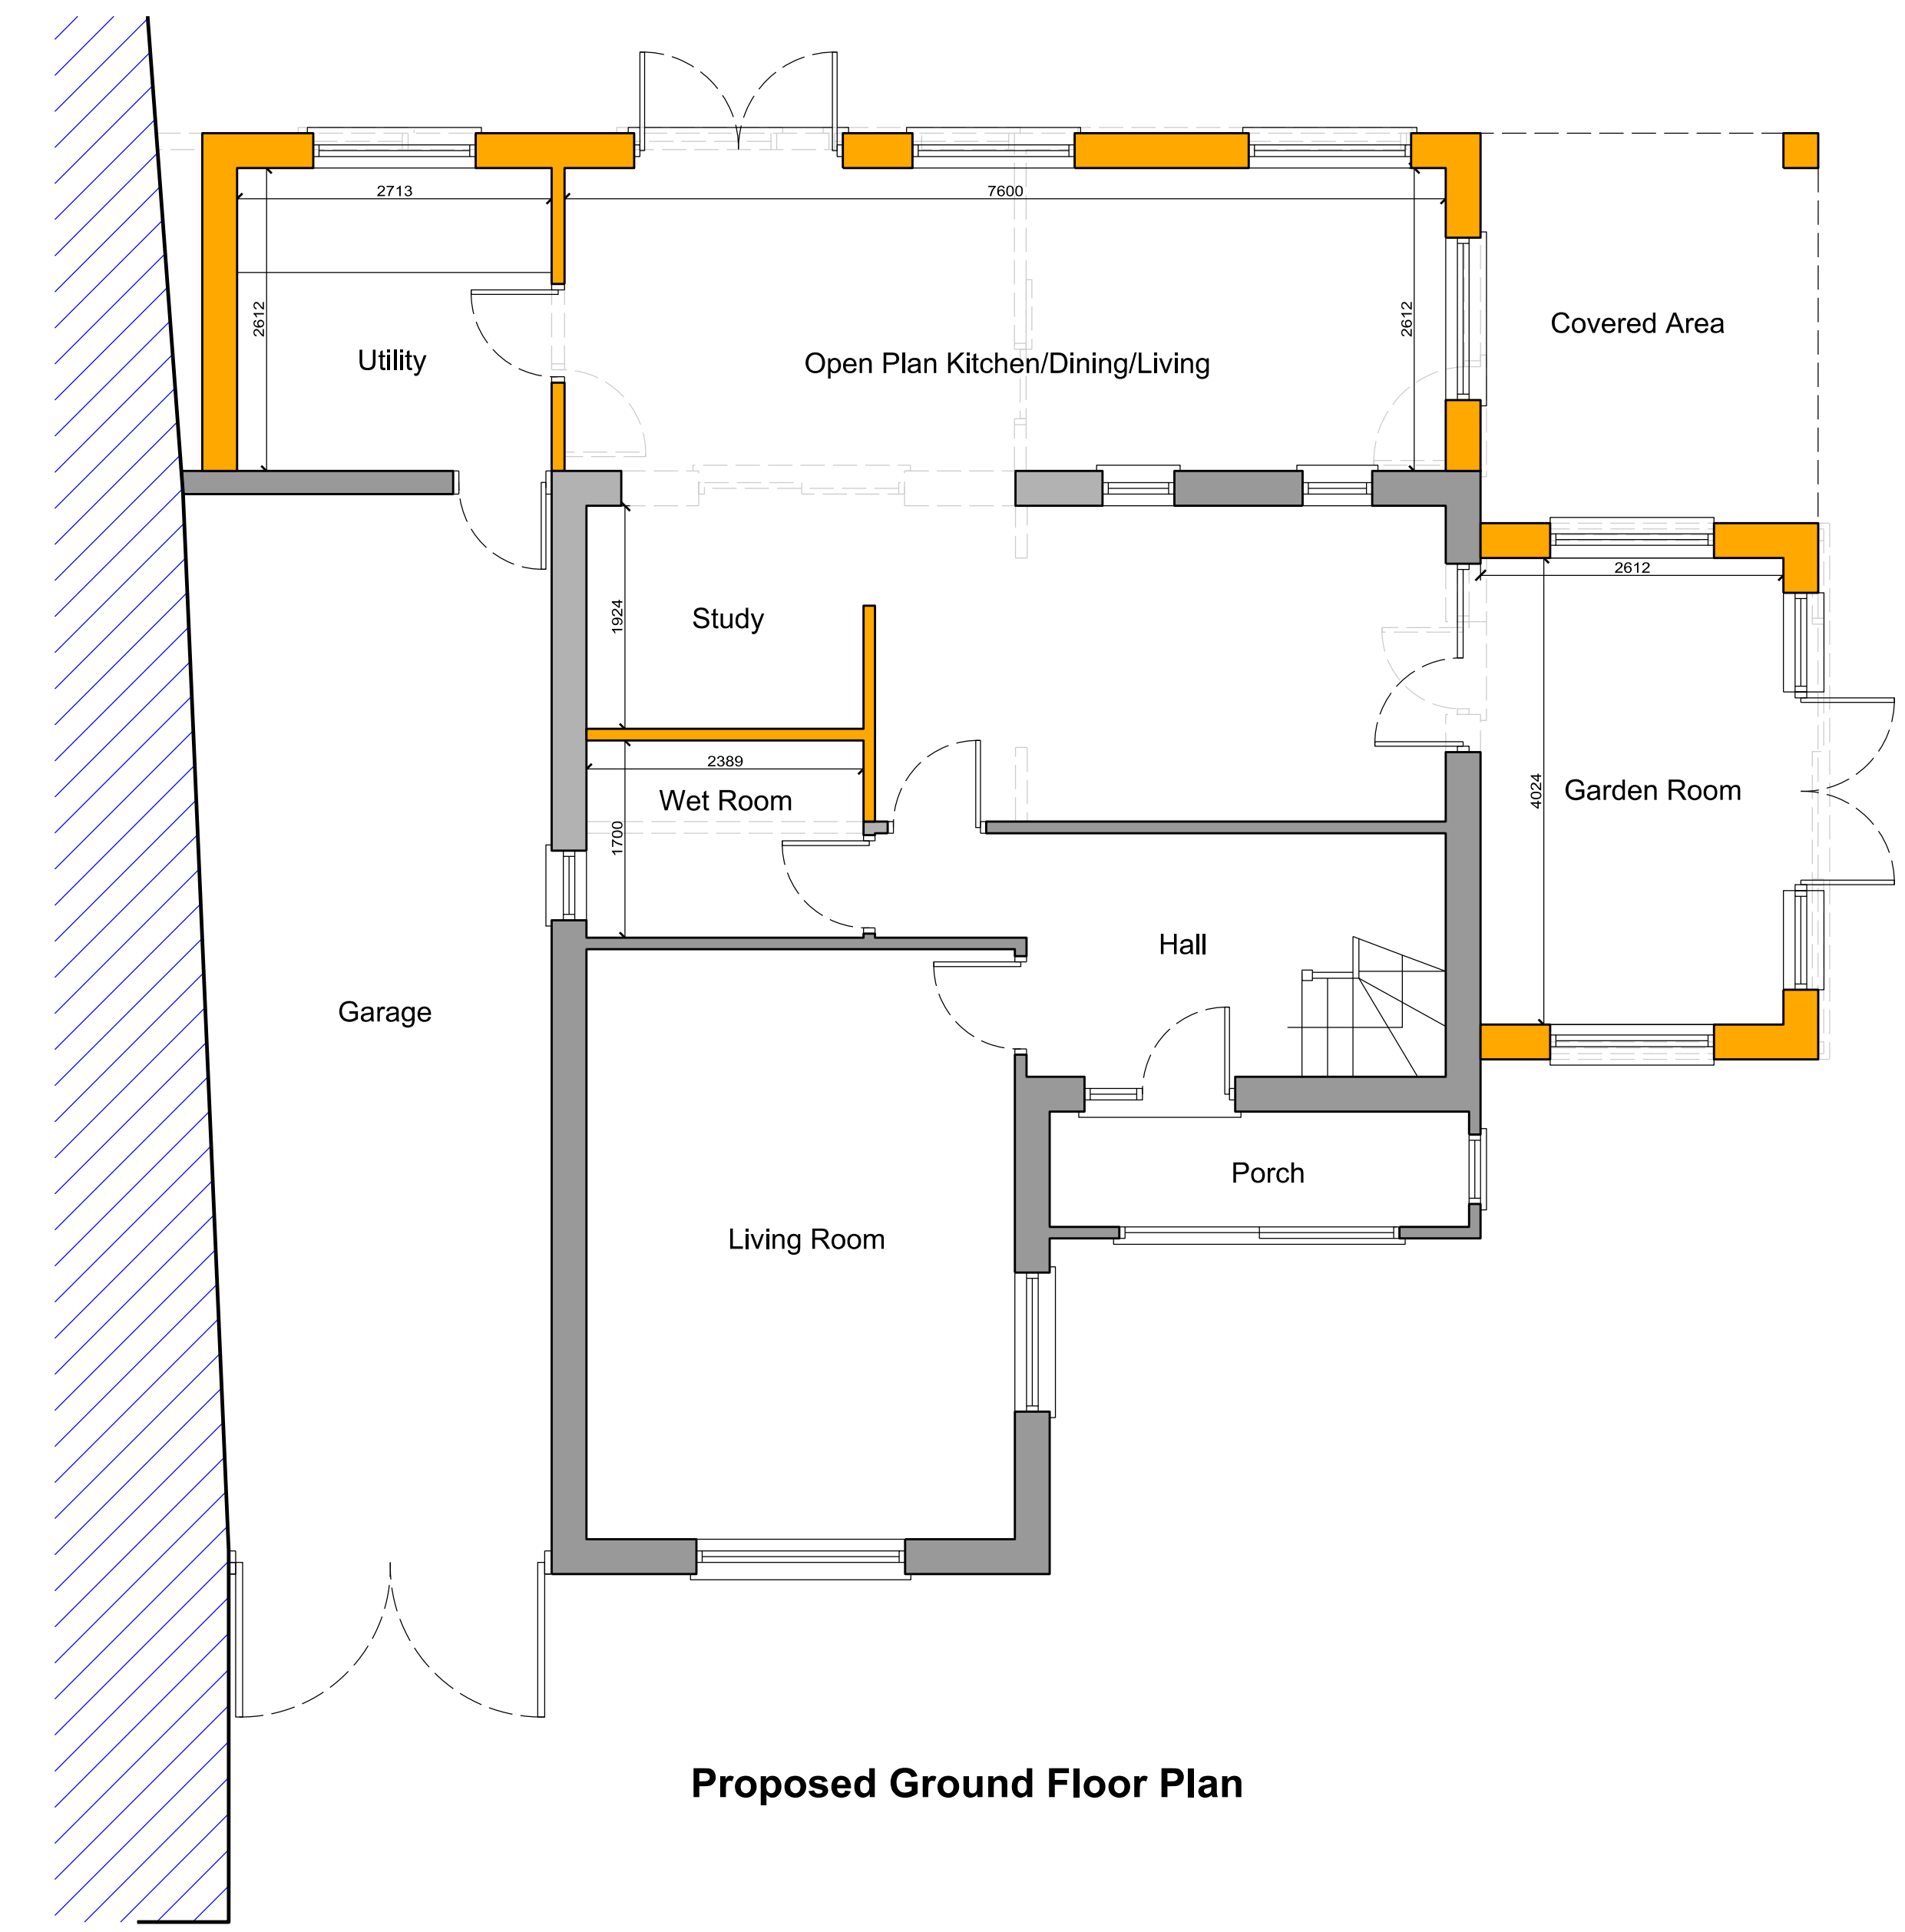 2713
7600
2612
2612
Covered Area
Utility
Open Plan Kitchen/Dining/Living
2612
1924
Study
2389
Wet Room
4024
Garden Room
1700
Hall
Garage
Porch
Living Room
Proposed Ground Floor Plan